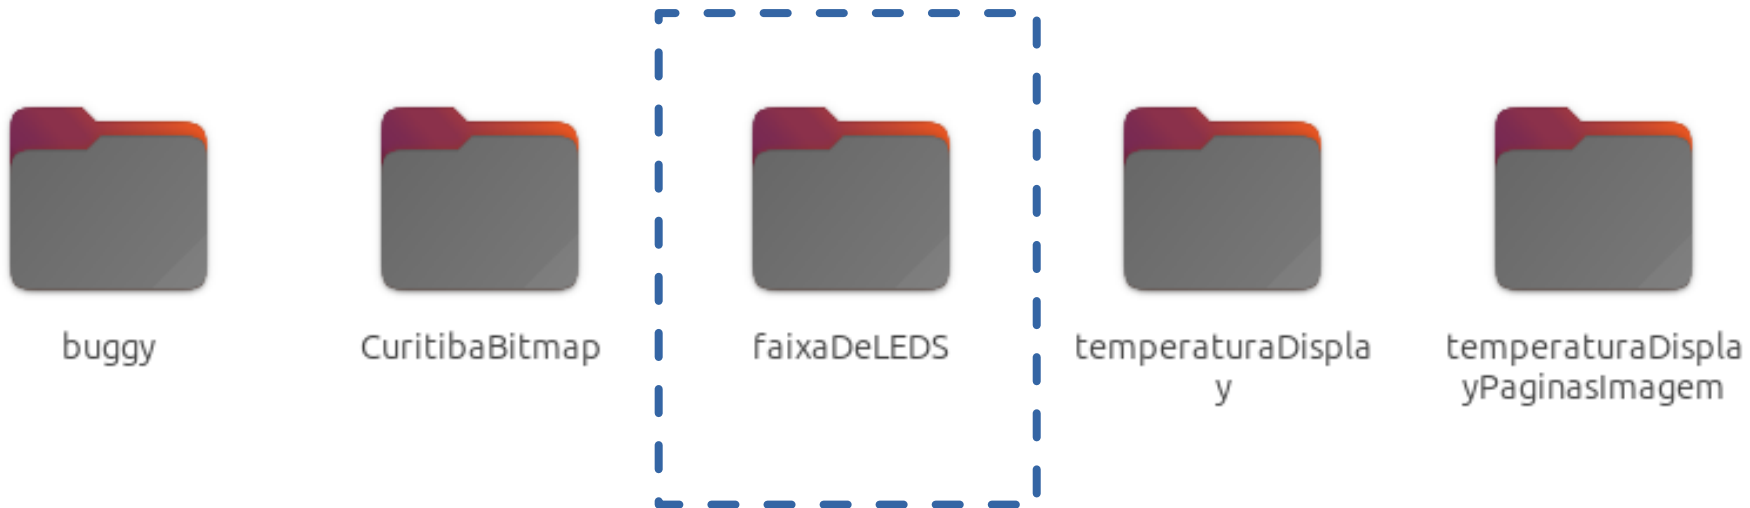 buggy
CuritibaBitmap
faixaDeLEDS
temperaturaDispla
y
temperaturaDispla
yPaginasImagem